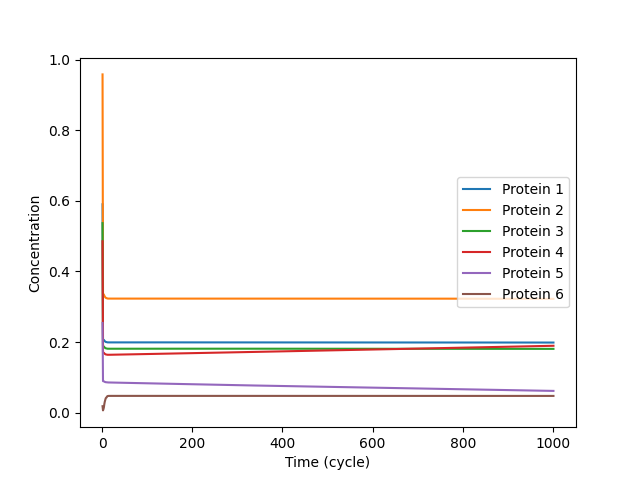 1.0
0.8
0.6
0.4
0.2
0.0
Concentration
0
200
400
600
800
1000
Time (cycle)
Protein 1
Protein 2
Protein 3
Protein 4
Protein 5
Protein 6